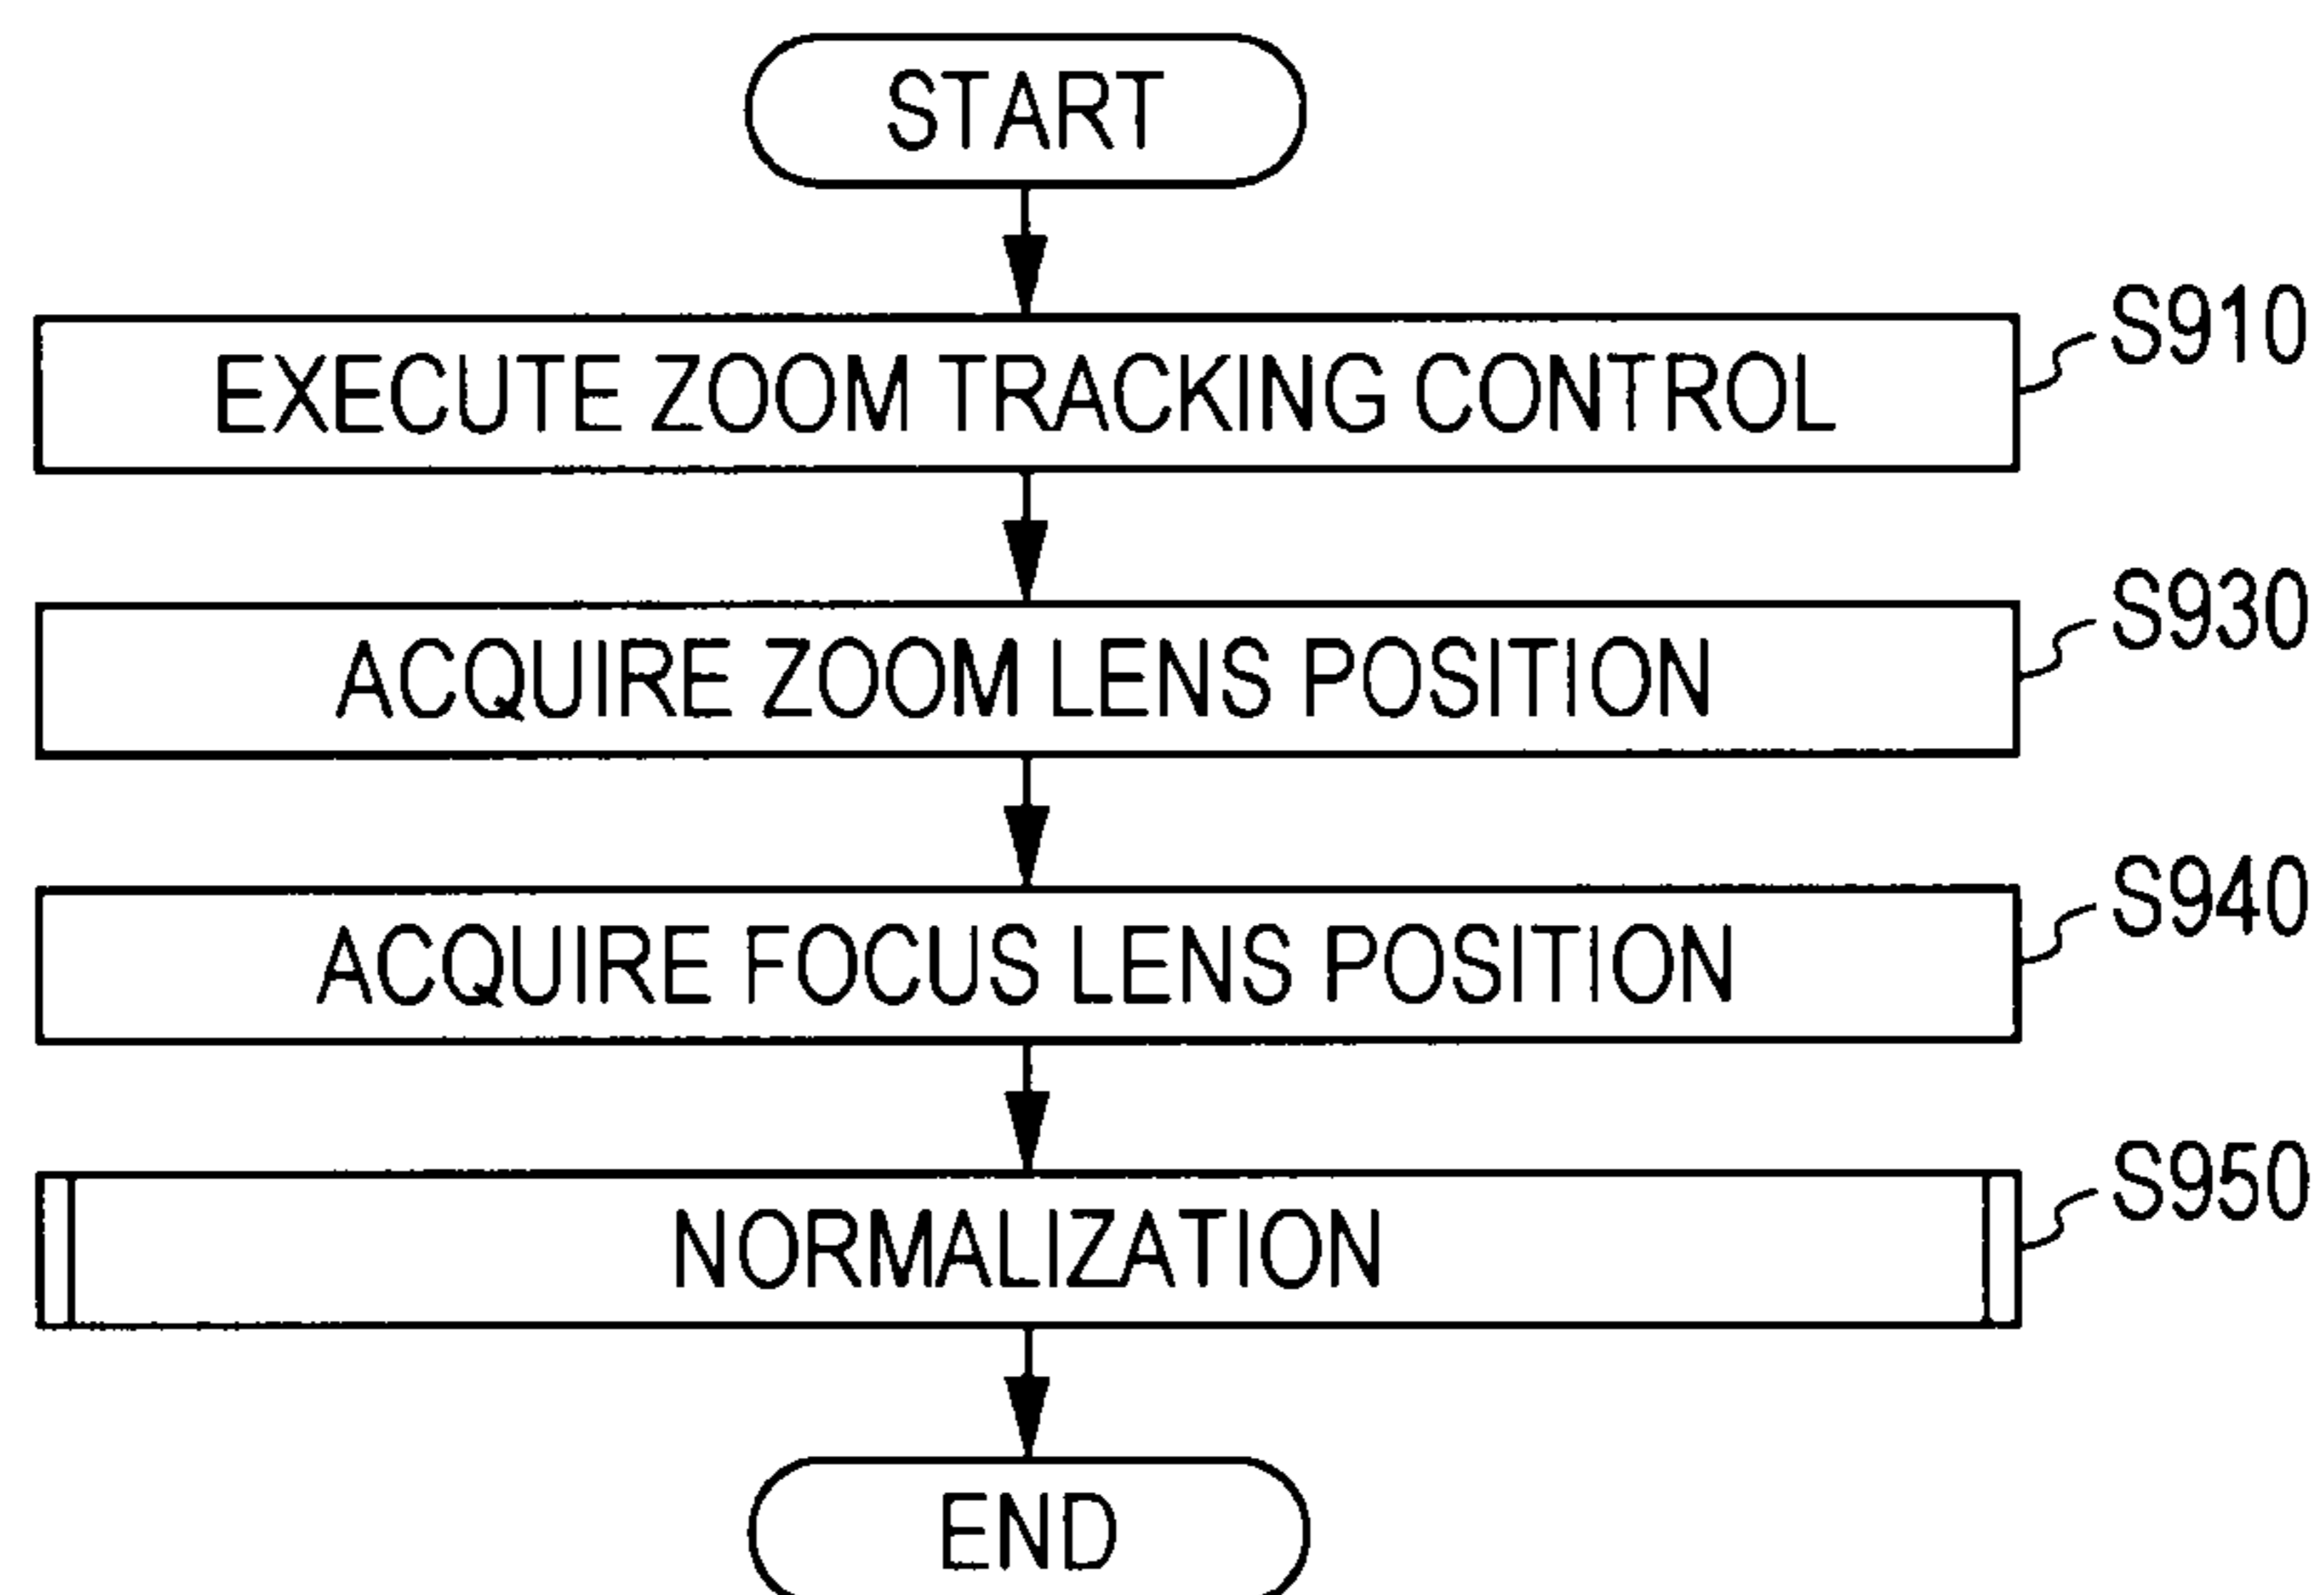 START
EXECUTE ZOOM TRACKING CONTROL
S910
ACQUIRE ZOOM LENS POSITION
S930
ACQUIRE FOCUS LENS POSITION
S940
NORMALIZATION
S950
END